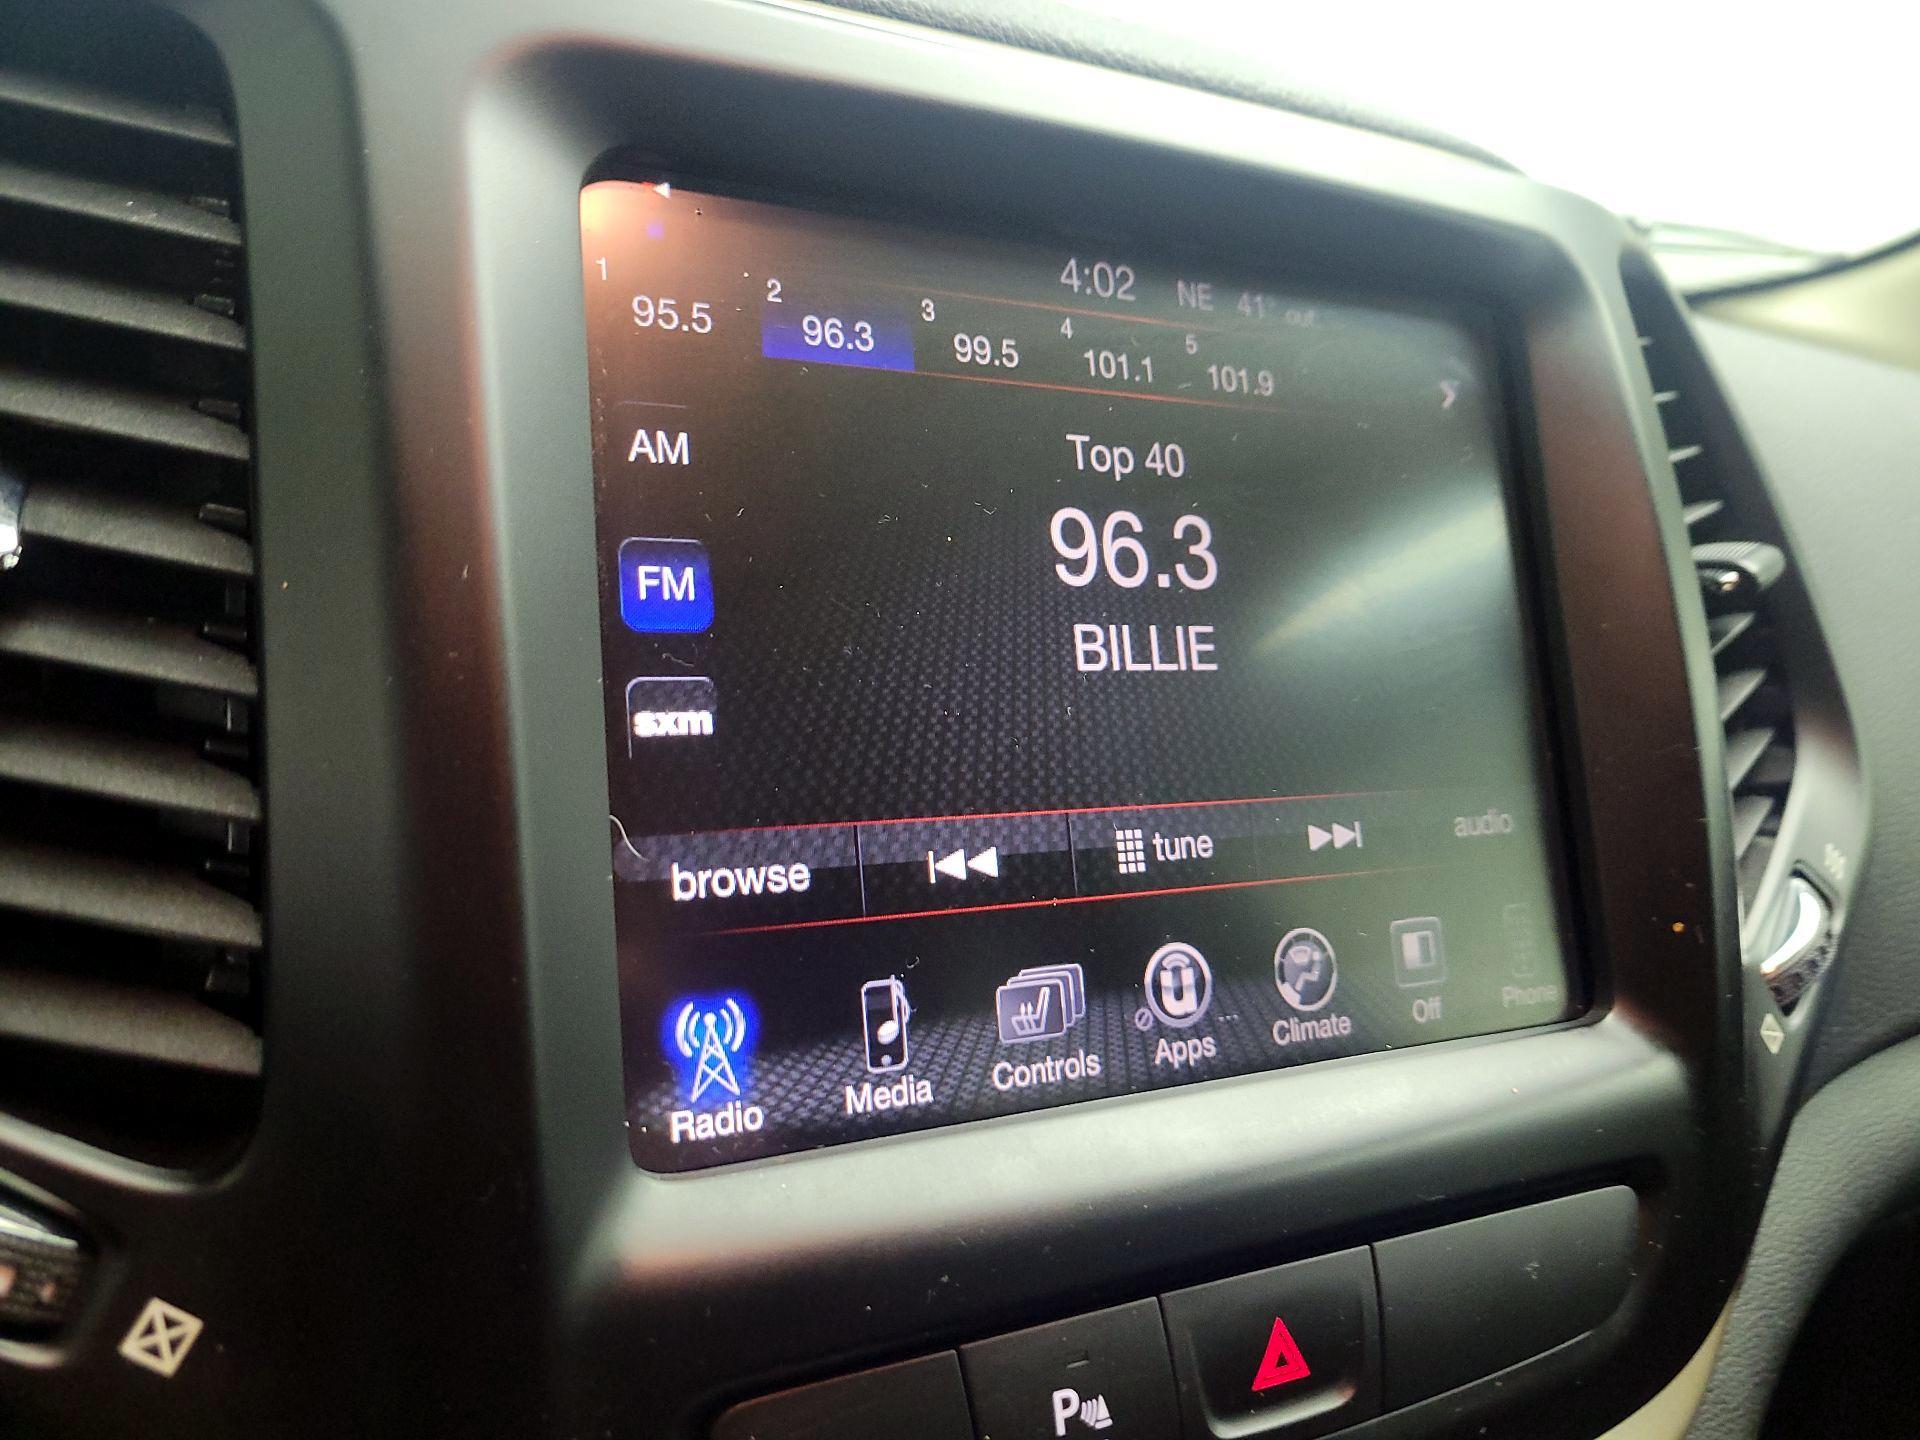 4:02 NE 41° out
1 95.5 2 96.3 3 99.5 4 101.1 5 101.9
AM
Top 40
96.3
FM
BILLIE
sxm
browse tune audio
Radio Media Controls Apps ... Climate Off Phone
P